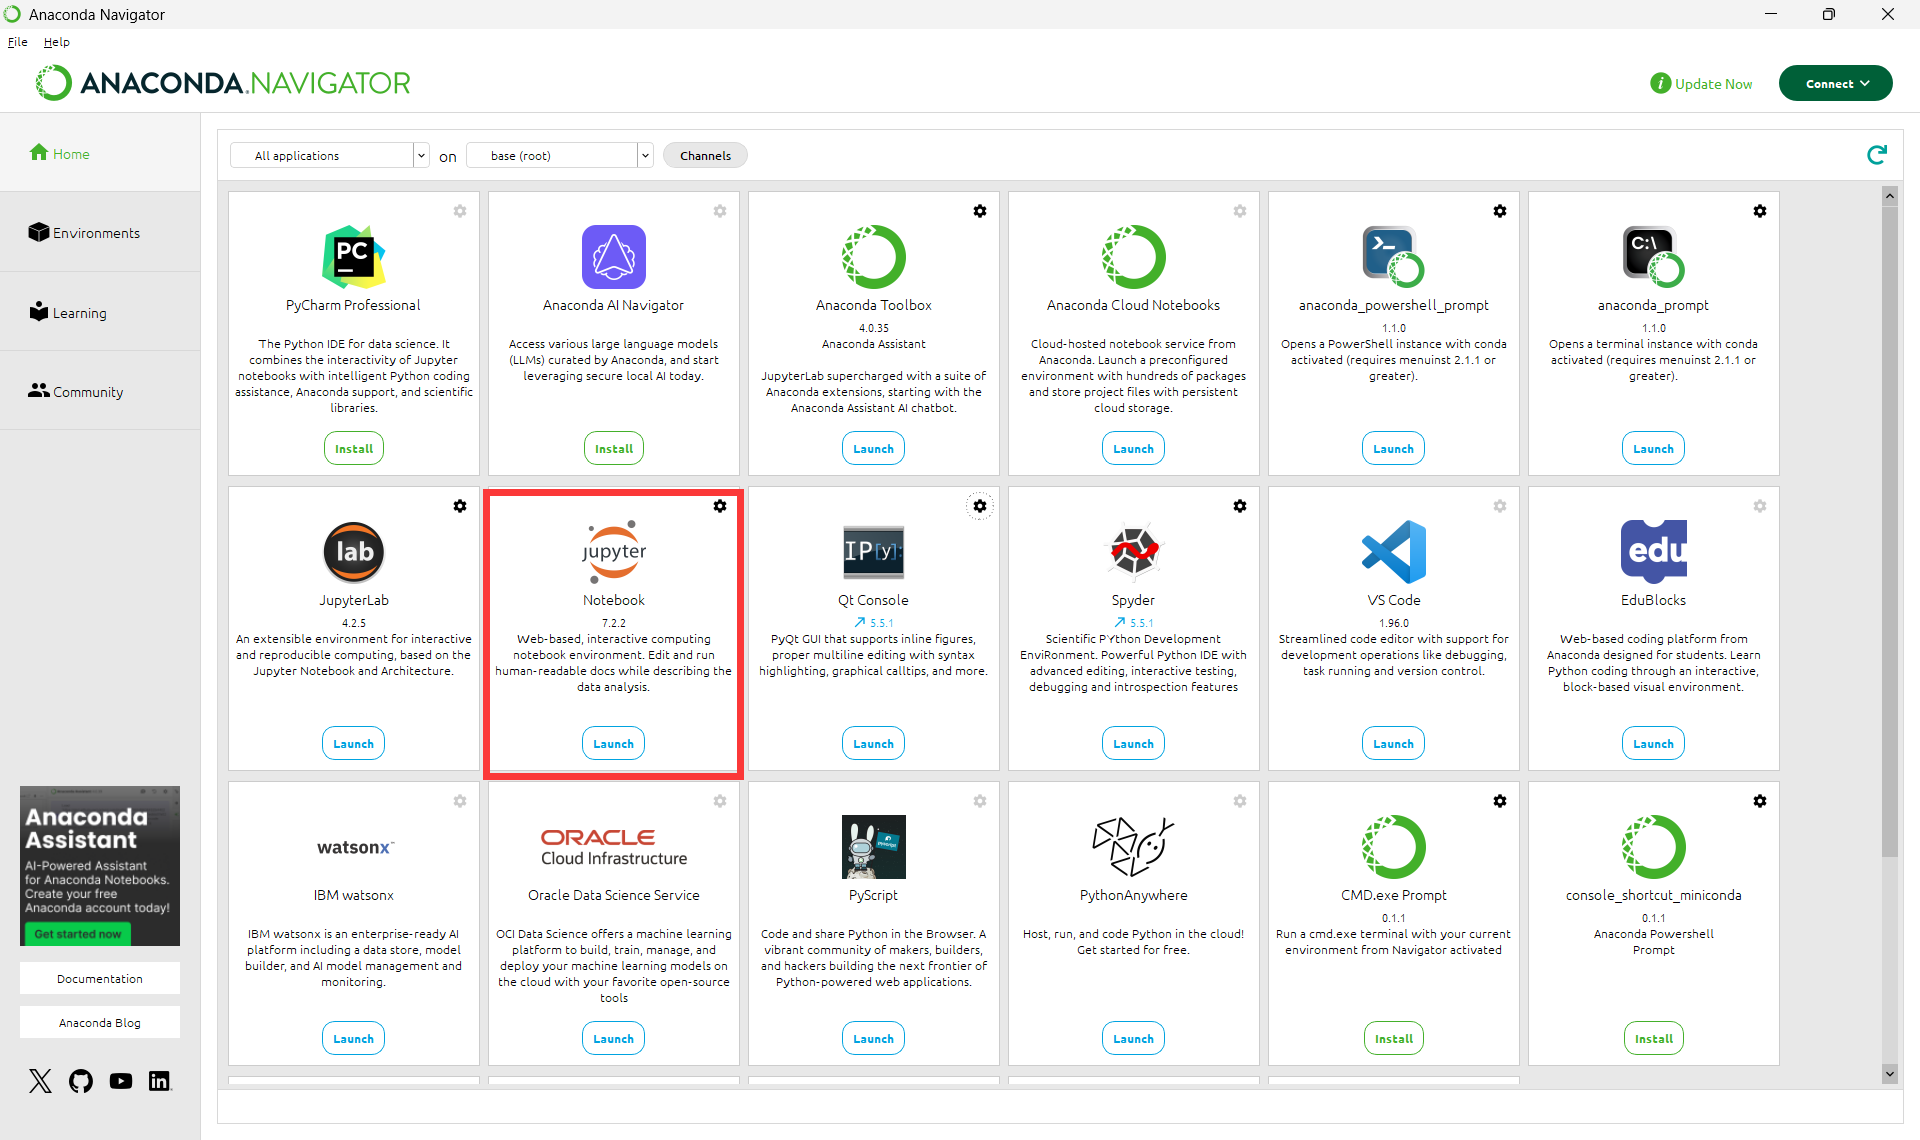 Anaconda Navigator
File Help
ANACONDA.NAVIGATOR
i Update Now
Connect
Home
Environments
Learning
Community
All applications on base (root) Channels
PC
PyCharm Professional
The Python IDE for data science. It
combines the interactivity of Jupyter
notebooks with intelligent Python coding
assistance, Anaconda support, and scientific
libraries.
Install
Anaconda AI Navigator
Access various large language models
(LLMs) curated by Anaconda, and start
leveraging secure local AI today.
Install
Anaconda Toolbox
4.0.35
Anaconda Assistant
JupyterLab supercharged with a suite of
Anaconda extensions, starting with the
Anaconda Assistant AI chatbot.
Launch
Anaconda Cloud Notebooks
Cloud-hosted notebook service from
Anaconda. Launch a preconfigured
environment with hundreds of packages
and store project files with persistent
cloud storage.
Launch
anaconda_powershell_prompt
1.1.0
Opens a PowerShell instance with conda
activated (requires menuinst 2.1.1 or
greater).
Launch
C:\
anaconda_prompt
1.1.0
Opens a terminal instance with conda
activated (requires menuinst 2.1.1 or
greater).
Launch
lab
JupyterLab
4.2.5
An extensible environment for interactive
and reproducible computing, based on the
Jupyter Notebook and Architecture.
Launch
jupyter
Notebook
7.2.2
Web-based, interactive computing
notebook environment. Edit and run
human-readable docs while describing the
data analysis.
Launch
IP[y]:
Qt Console
5.5.1
PyQt GUI that supports inline figures,
proper multiline editing with syntax
highlighting, graphical calltips, and more.
Launch
Spyder
5.5.1
Scientific PYthon Development
EnviRonment. Powerful Python IDE with
advanced editing, interactive testing,
debugging and introspection features
Launch
VS Code
1.96.0
Streamlined code editor with support for
development operations like debugging,
task running and version control.
Launch
edu
EduBlocks
Web-based coding platform from
Anaconda designed for students. Learn
Python coding through an interactive,
block-based visual environment.
Launch
watsonx
IBM watsonx
IBM watsonx is an enterprise-ready AI
platform including a data store, model
builder, and AI model management and
monitoring.
Launch
ORACLE
Cloud Infrastructure
Oracle Data Science Service
OCI Data Science offers a machine learning
platform to build, train, manage, and
deploy your machine learning models on
the cloud with your favorite open-source
tools
Launch
PyScript
Code and share Python in the Browser. A
vibrant community of makers, builders,
and hackers building the next frontier of
Python-powered web applications.
Launch
PythonAnywhere
Host, run, and code Python in the cloud!
Get started for free.
Launch
CMD.exe Prompt
0.1.1
Run a cmd.exe terminal with your current
environment from Navigator activated
Install
console_shortcut_miniconda
0.1.1
Anaconda Powershell
Prompt
Install
Anaconda
Assistant
AI-Powered Assistant
for Anaconda Notebooks.
Create your free
Anaconda account today!
Get started now
Documentation
Anaconda Blog